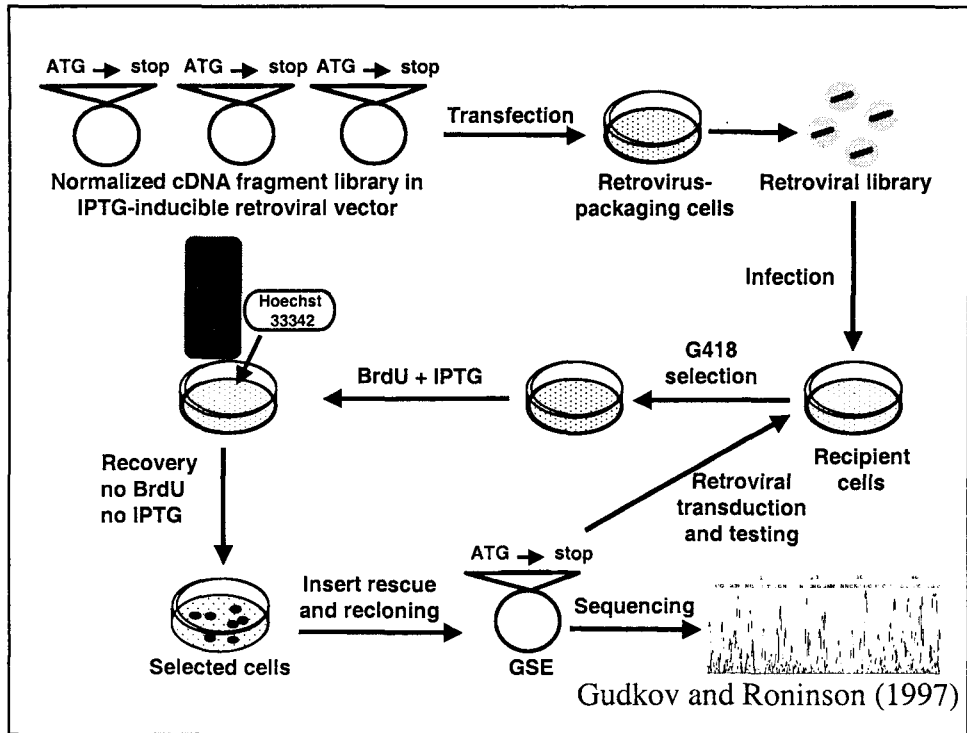 ATG → stop ATG → stop ATG → stop
Normalized cDNA fragment library in
IPTG-inducible retroviral vector
Transfection
Retrovirus-
packaging cells
Retroviral library
Infection
Recipient
cells
G418
selection
BrdU + IPTG
Hoechst
33342
Recovery
no BrdU
no IPTG
Selected cells
Insert rescue
and recloning
ATG → stop
GSE
Retroviral
transduction
and testing
Sequencing
Gudkov and Roninson (1997)